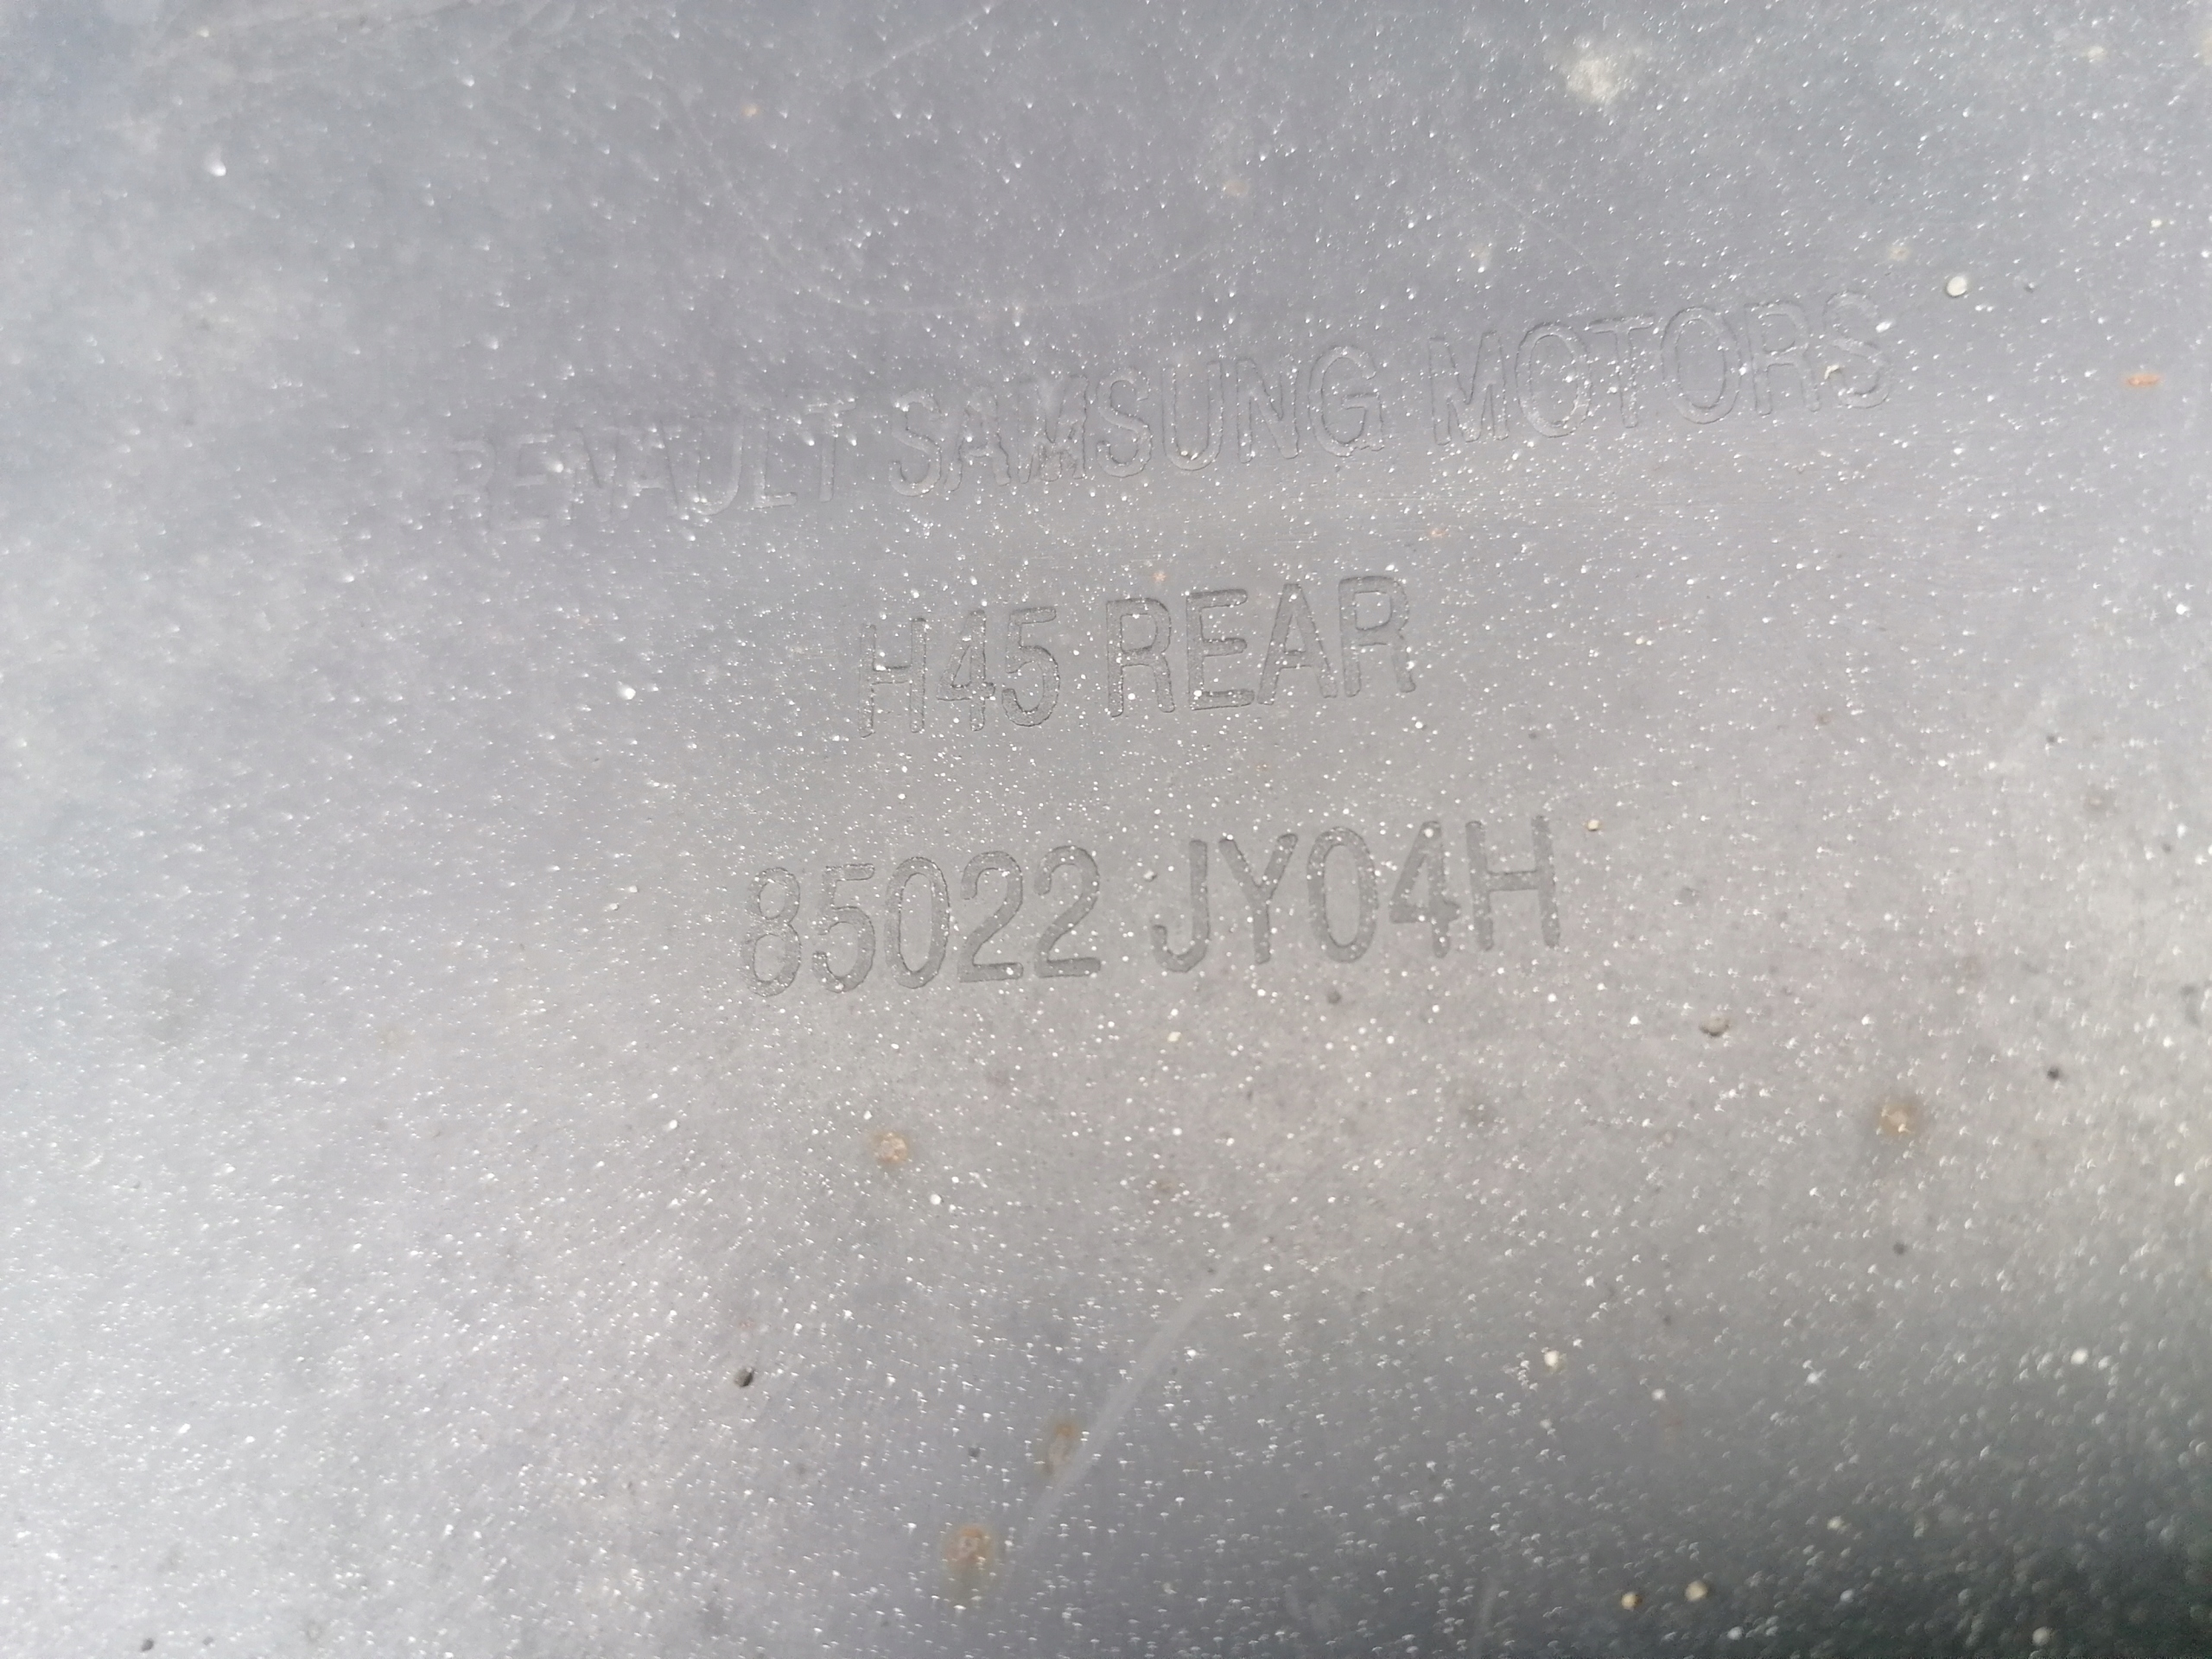 RENAULT SAMSUNG MOTORS
H45 REAR
85022 JY04H